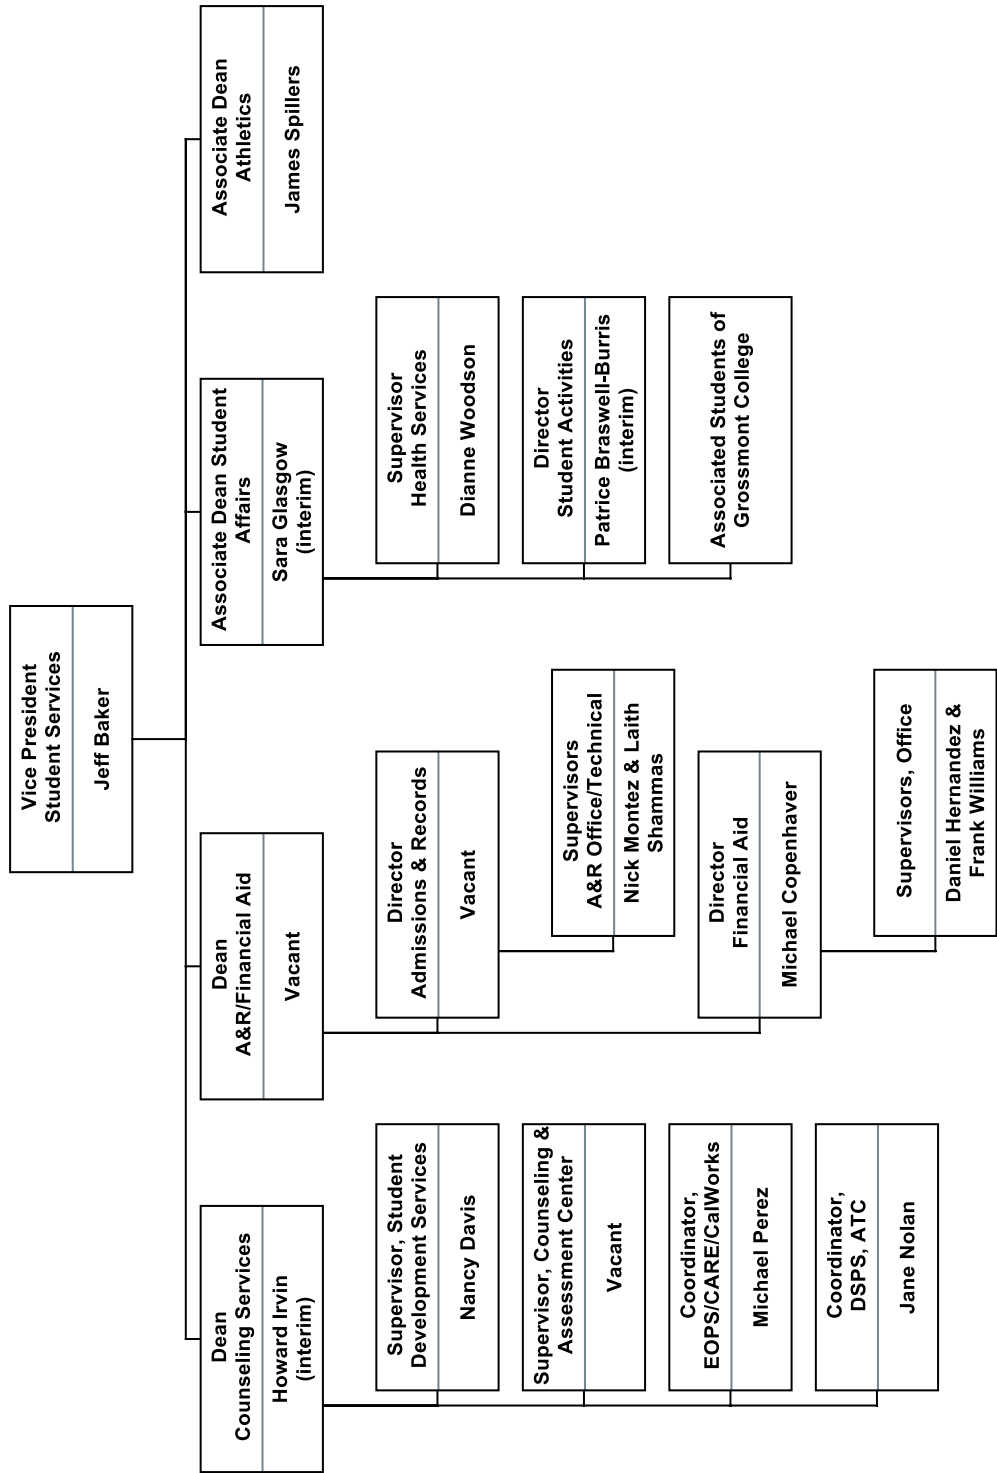 Vice President
Student Services
Jeff Baker
Dean
Counseling Services
Howard Irvin
(interim)
Supervisor, Student
Development Services
Nancy Davis
Supervisor, Counseling &
Assessment Center
Vacant
Coordinator,
EOPS/CARE/CalWorks
Michael Perez
Coordinator,
DSPS, ATC
Jane Nolan
Dean
A&R/Financial Aid
Vacant
Director
Admissions & Records
Vacant
Supervisors
A&R Office/Technical
Nick Montez & Laith
Shammas
Director
Financial Aid
Michael Copenhaver
Supervisors, Office
Daniel Hernandez &
Frank Williams
Associate Dean Student
Affairs
Sara Glasgow
(interim)
Supervisor
Health Services
Dianne Woodson
Director
Student Activities
Patrice Braswell-Burris
(interim)
Associated Students of
Grossmont College
Associate Dean
Athletics
James Spillers